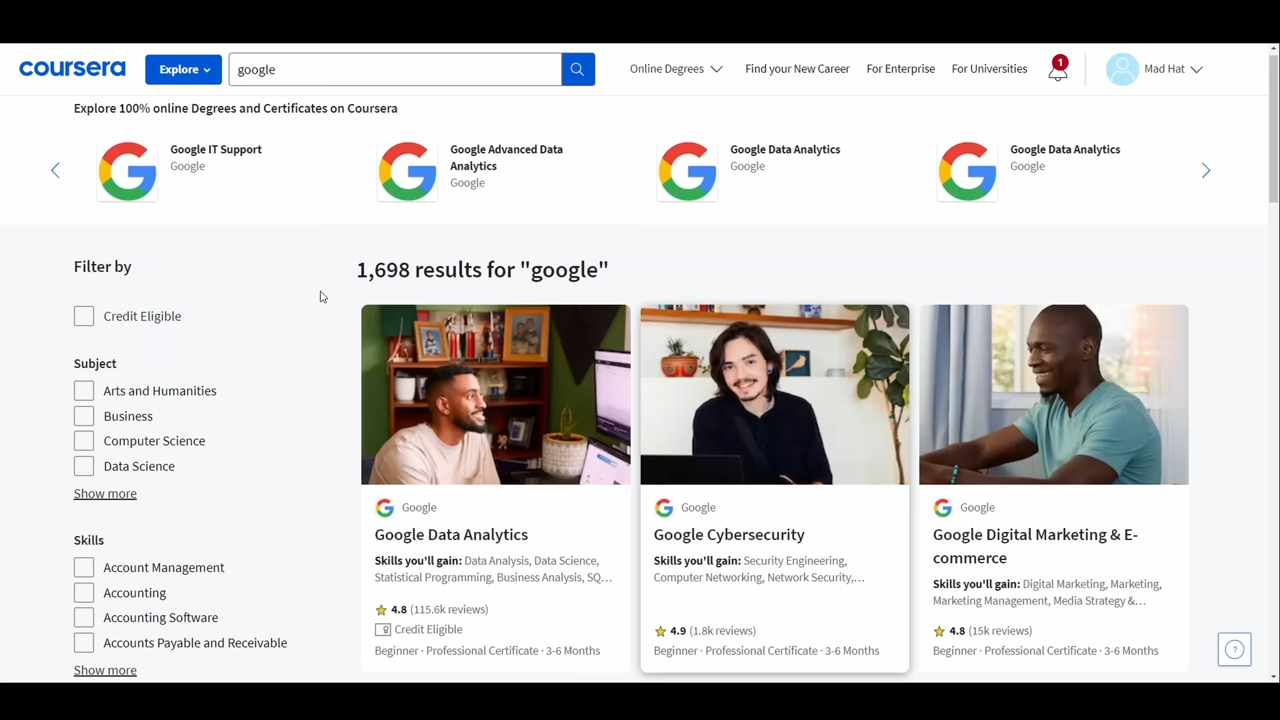 coursera
Explore
google
Online Degrees
Find your New Career
For Enterprise
For Universities
1
Mad Hat
Explore 100% online Degrees and Certificates on Coursera
Google IT Support
Google
Google Advanced Data
Analytics
Google
Google Data Analytics
Google
Google Data Analytics
Google
Filter by
Credit Eligible
Subject
Arts and Humanities
Business
Computer Science
Data Science
Show more
Skills
Account Management
Accounting
Accounting Software
Accounts Payable and Receivable
Show more
1,698 results for "google"
Google
Google Data Analytics
Skills you'll gain: Data Analysis, Data Science,
Statistical Programming, Business Analysis, SQ...
4.8 (115.6k reviews)
Credit Eligible
Beginner · Professional Certificate · 3-6 Months
Google
Google Cybersecurity
Skills you'll gain: Security Engineering,
Computer Networking, Network Security,...
4.9 (1.8k reviews)
Beginner · Professional Certificate · 3-6 Months
Google
Google Digital Marketing & E-
commerce
Skills you'll gain: Digital Marketing, Marketing,
Marketing Management, Media Strategy &...
4.8 (15k reviews)
Beginner · Professional Certificate · 3-6 Months
?